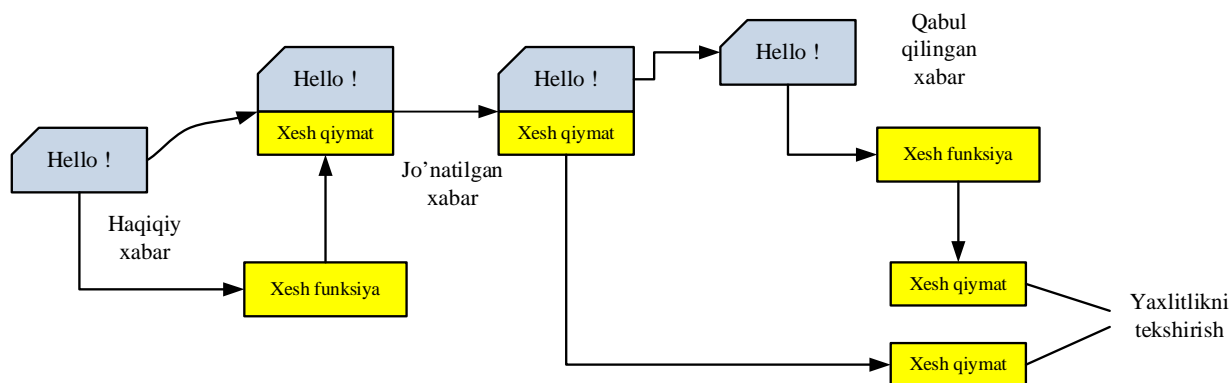 Hello !
Haqiqiy
xabar
Xesh funksiya
Hello !
Xesh qiymat
Jo’natilgan
xabar
Hello !
Xesh qiymat
Hello !
Qabul
qilingan
xabar
Xesh funksiya
Xesh qiymat
Xesh qiymat
Yaxlitlikni
tekshirish